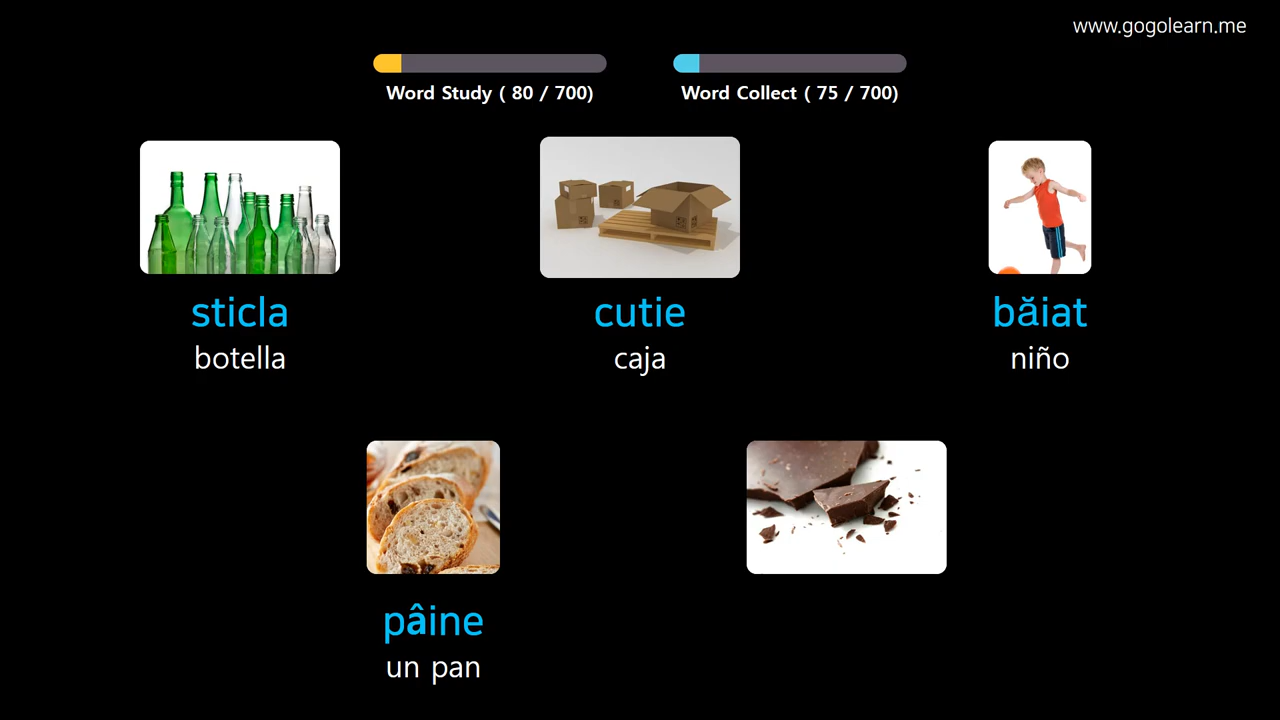 www.gogolearn.me
Word Study ( 80 / 700)
Word Collect ( 75 / 700)
sticla
cutie
băiat
botella
caja
niño
pâine
un pan